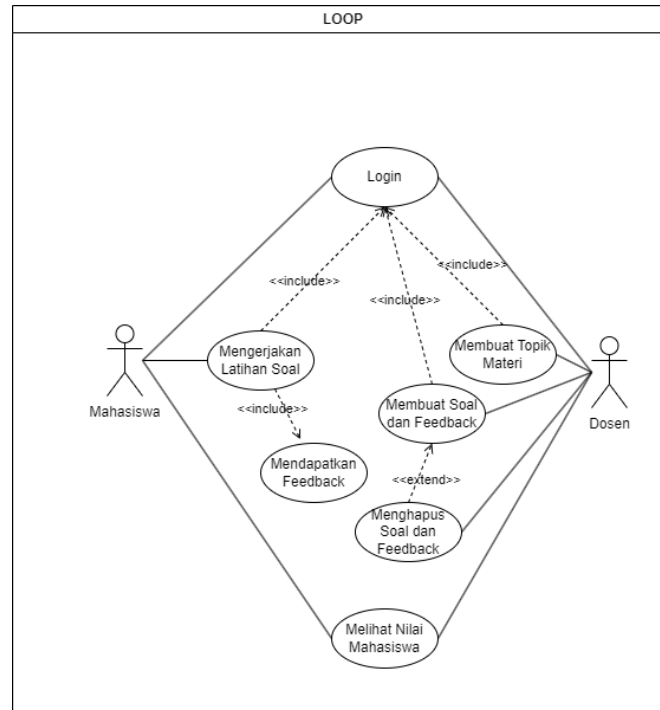 LOOP
Login
<<include>>
<<include>>
<<include>>
Mengerjakan
Latihan Soal
Membuat Topik
Materi
Mahasiswa
Dosen
<<include>>
Membuat Soal
dan Feedback
Mendapatkan
Feedback
<<extend>>
Menghapus
Soal dan
Feedback
Melihat Nilai
Mahasiswa